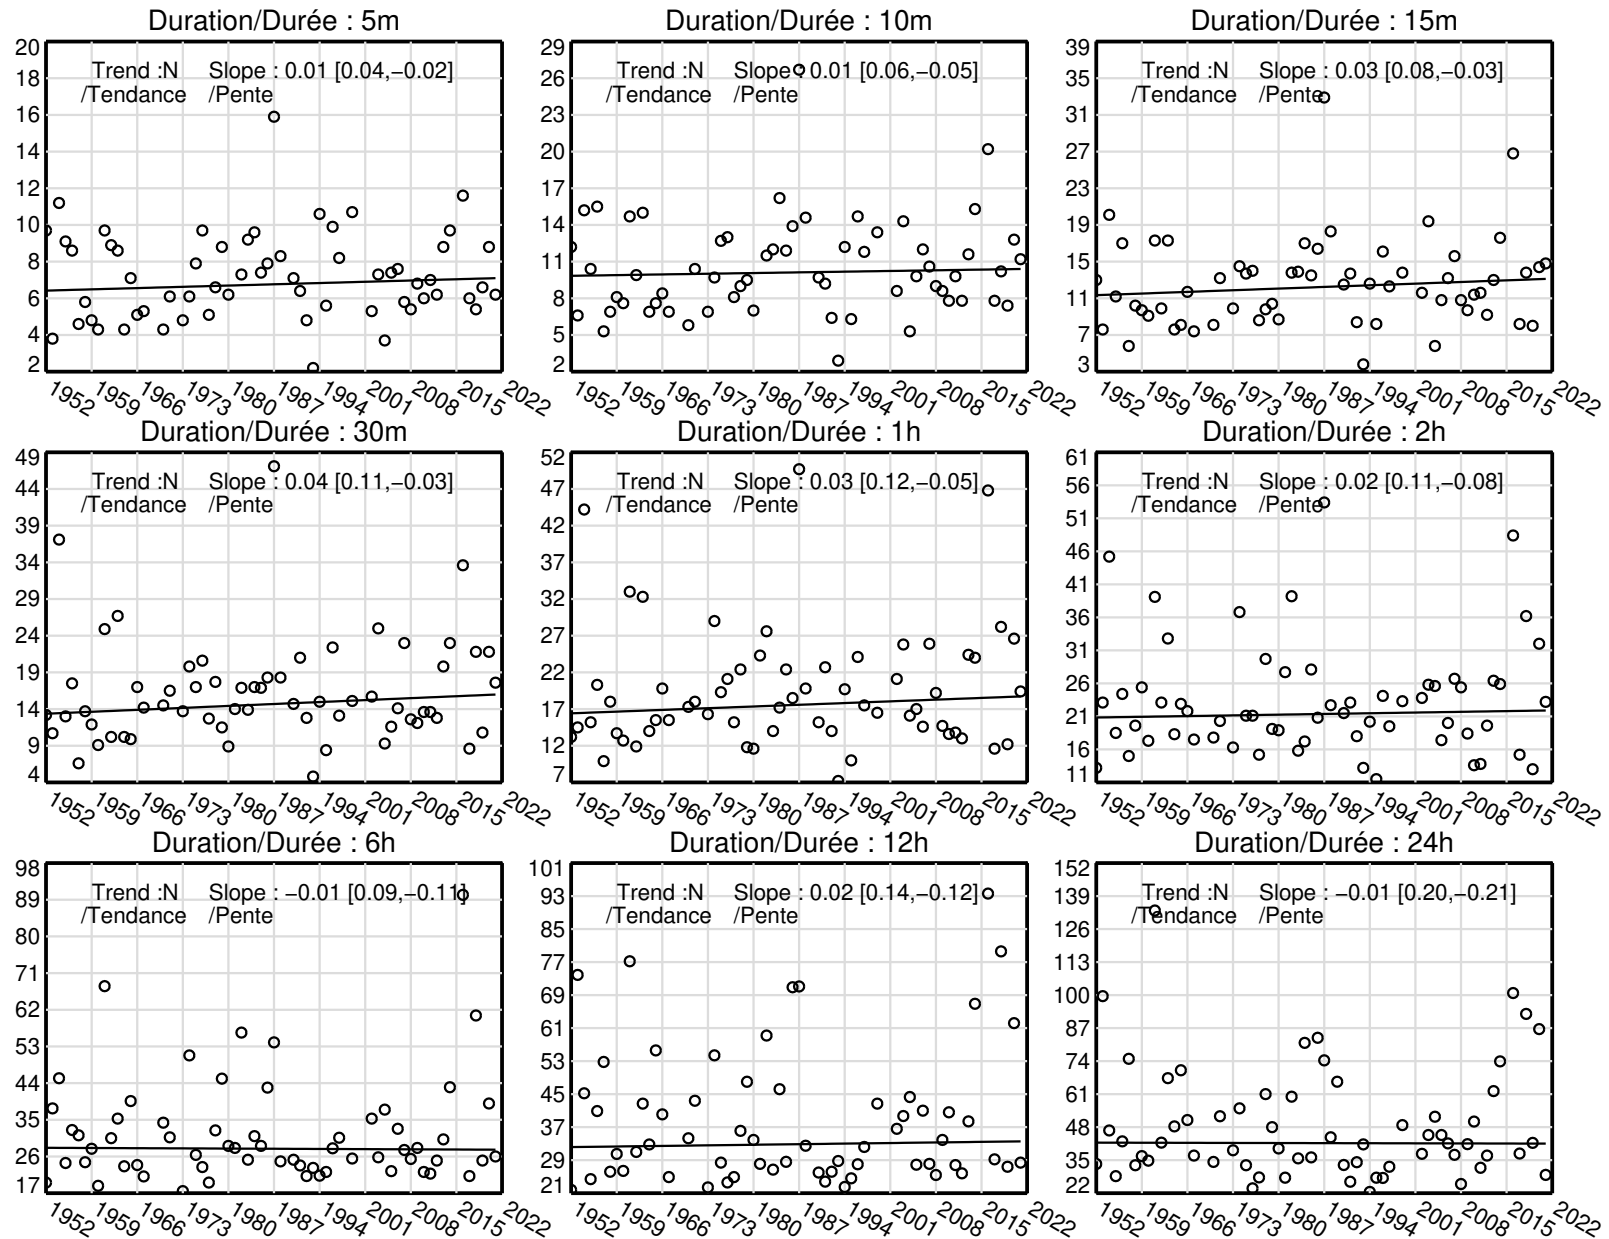 Duration/Durée : 5m
20
18
16
14
12
10
8
6
4
2
Trend :N Slope : 0.01 [0.04,−0.02]
/Tendance /Pente
1952 1959 1966 1973 1980 1987 1994 2001 2008 2015 2022
Duration/Durée : 10m
29
26
23
20
17
14
11
8
5
2
Trend :N Slope : 0.01 [0.06,−0.05]
/Tendance /Pente
1952 1959 1966 1973 1980 1987 1994 2001 2008 2015 2022
Duration/Durée : 15m
39
35
31
27
23
19
15
11
7
3
Trend :N Slope : 0.03 [0.08,−0.03]
/Tendance /Pente
1952 1959 1966 1973 1980 1987 1994 2001 2008 2015 2022
Duration/Durée : 30m
49
44
39
34
29
24
19
14
9
4
Trend :N Slope : 0.04 [0.11,−0.03]
/Tendance /Pente
1952 1959 1966 1973 1980 1987 1994 2001 2008 2015 2022
Duration/Durée : 1h
52
47
42
37
32
27
22
17
12
7
Trend :N Slope : 0.03 [0.12,−0.05]
/Tendance /Pente
1952 1959 1966 1973 1980 1987 1994 2001 2008 2015 2022
Duration/Durée : 2h
61
56
51
46
41
36
31
26
21
16
11
Trend :N Slope : 0.02 [0.11,−0.08]
/Tendance /Pente
1952 1959 1966 1973 1980 1987 1994 2001 2008 2015 2022
Duration/Durée : 6h
98
89
80
71
62
53
44
35
26
17
Trend :N Slope : −0.01 [0.09,−0.11]
/Tendance /Pente
1952 1959 1966 1973 1980 1987 1994 2001 2008 2015 2022
Duration/Durée : 12h
101
93
85
77
69
61
53
45
37
29
21
Trend :N Slope : 0.02 [0.14,−0.12]
/Tendance /Pente
1952 1959 1966 1973 1980 1987 1994 2001 2008 2015 2022
Duration/Durée : 24h
152
139
126
113
100
87
74
61
48
35
22
Trend :N Slope : −0.01 [0.20,−0.21]
/Tendance /Pente
1952 1959 1966 1973 1980 1987 1994 2001 2008 2015 2022